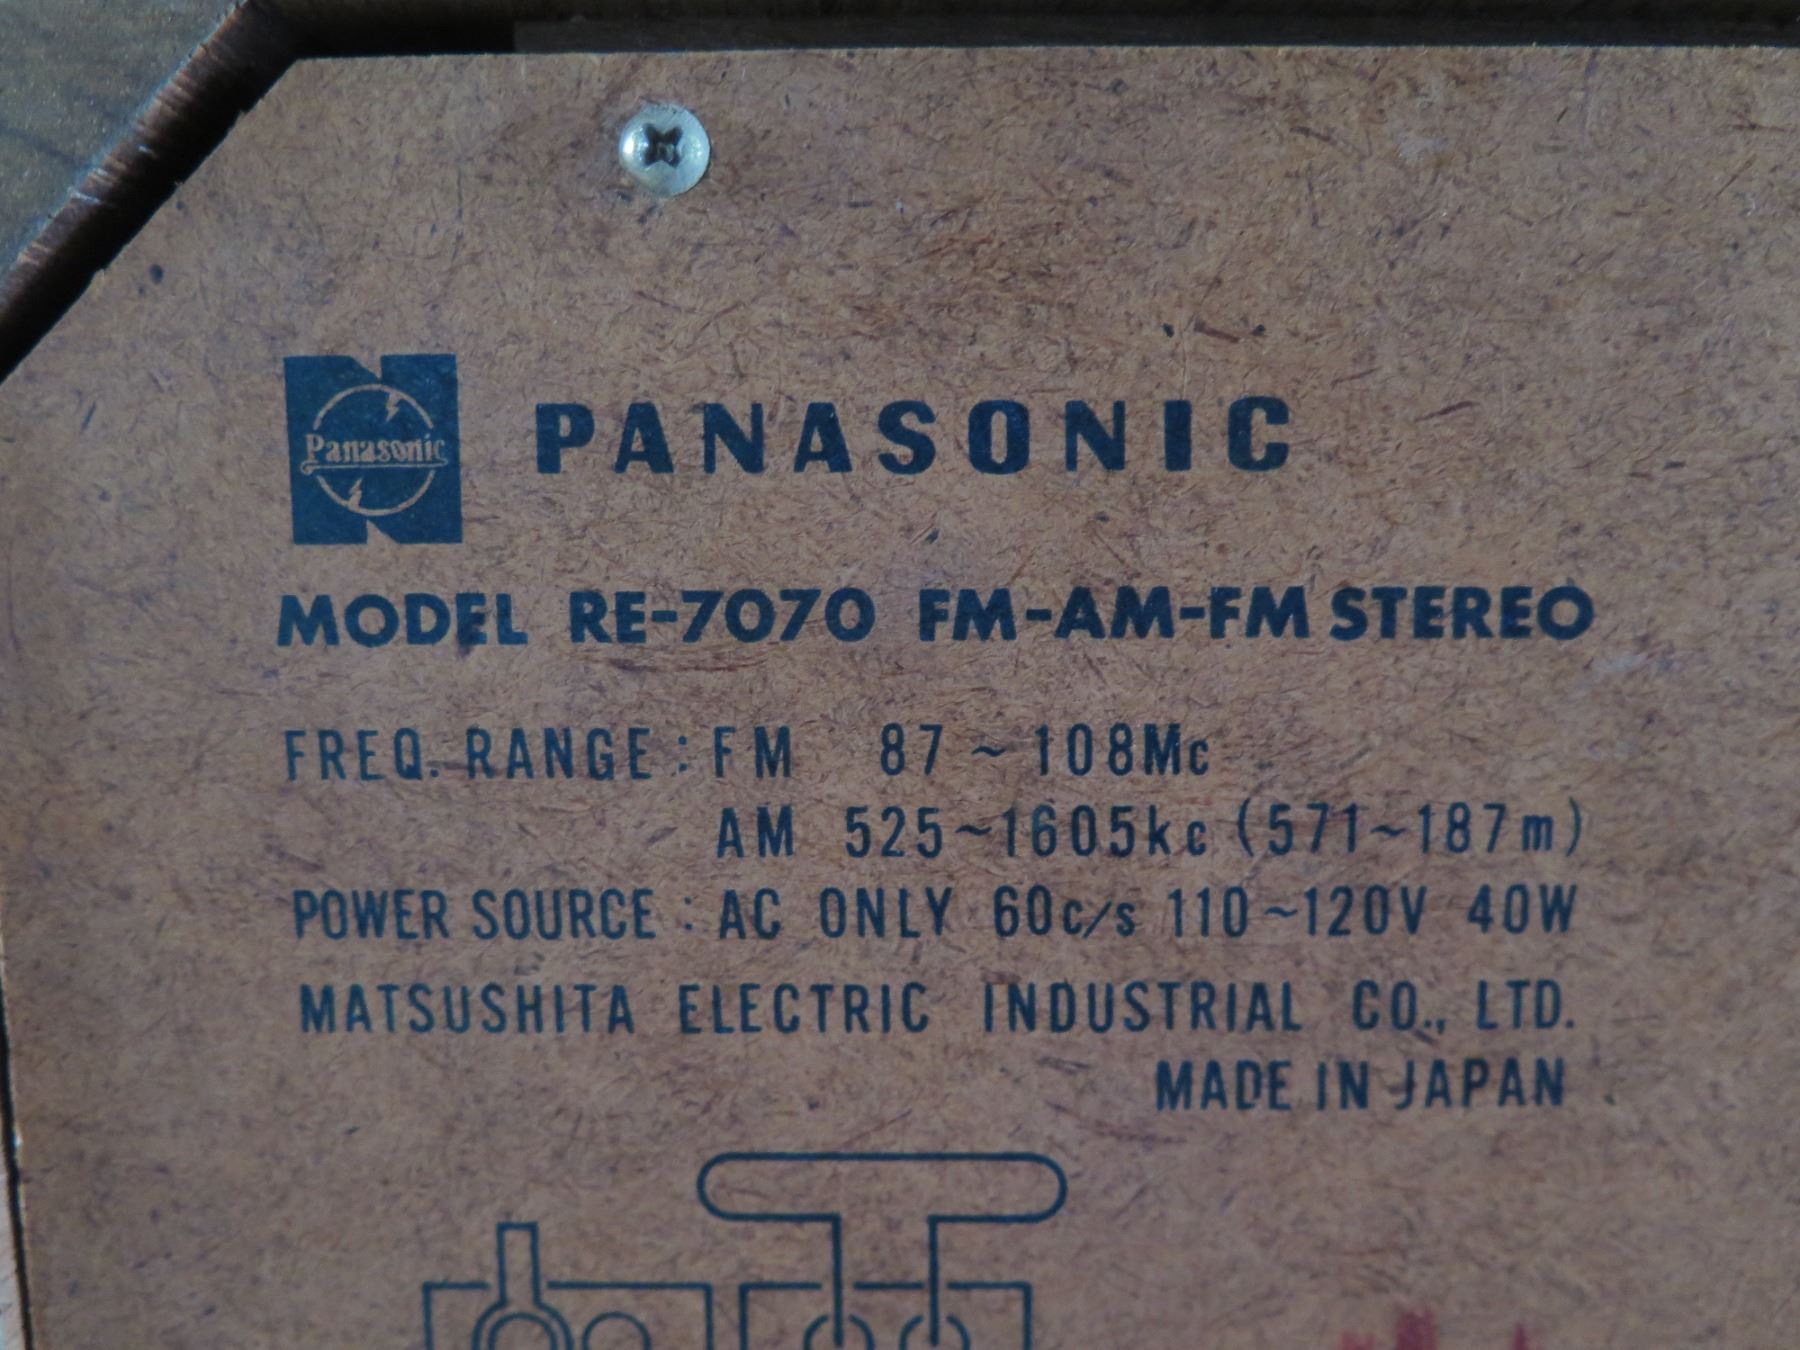 Panasonic PANASONIC
MODEL RE-7070 FM-AM-FM STEREO
FREQ. RANGE : FM 87 ~ 108Mc
AM 525~1605kc (571~187m)
POWER SOURCE : AC ONLY 60c/s 110~120V 40W
MATSUSHITA ELECTRIC INDUSTRIAL CO., LTD.
MADE IN JAPAN